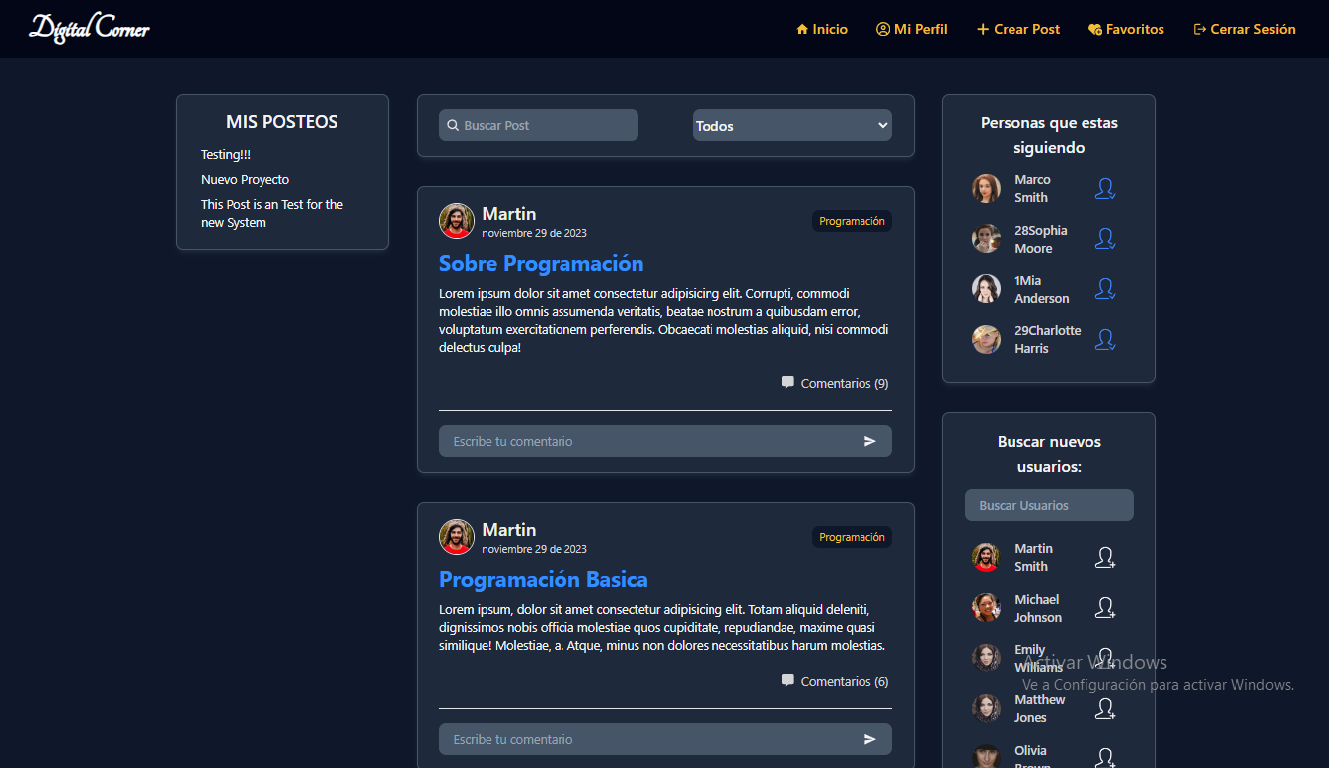 Digital Corner
Inicio
Mi Perfil
Crear Post
Favoritos
Cerrar Sesión
MIS POSTEOS
Testing!!!
Nuevo Proyecto
This Post is an Test for the
new System
Buscar Post
Todos
Martin
noviembre 29 de 2023
Programación
Sobre Programación
Lorem ipsum dolor sit amet consectetur adipisicing elit. Corrupti, commodi
molestiae illo omnis assumenda veritatis, beatae nostrum a quibusdam error,
voluptatum exercitationem perferendis. Obcaecati molestias aliquid, nisi commodi
delectus culpa!
Comentarios (9)
Escribe tu comentario
Martin
noviembre 29 de 2023
Programación
Programación Basica
Lorem ipsum, dolor sit amet consectetur adipisicing elit. Totam aliquid deleniti,
dignissimos nobis officia molestiae quos cupiditate, repudiandae, maxime quasi
similique! Molestiae, a. Atque, minus non dolores necessitatibus harum molestias.
Comentarios (6)
Escribe tu comentario
Personas que estas
siguiendo
Marco
Smith
28Sophia
Moore
1Mia
Anderson
29Charlotte
Harris
Buscar nuevos
usuarios:
Buscar Usuarios
Martin
Smith
Michael
Johnson
Emily
Williams
Matthew
Jones
Olivia
Brown
Activar Windows
Ve a Configuración para activar Windows.